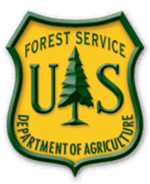 FOREST SERVICE
U S
DEPARTMENT OF AGRICULTURE